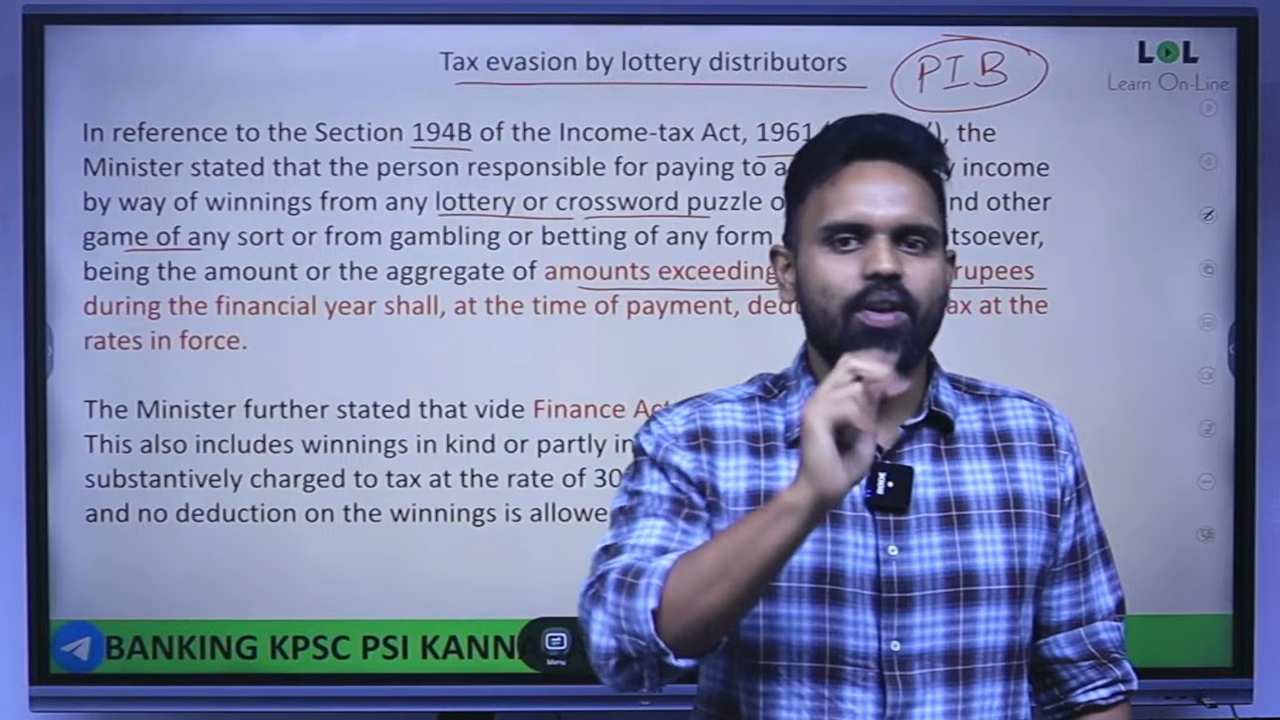 Tax evasion by lottery distributors
PIB
LOL
Learn On-Line
In reference to the Section 194B of the Income-tax Act, 1961 the
Minister stated that the person responsible for paying to a income
by way of winnings from any lottery or crossword puzzle other
game of any sort or from gambling or betting of any form tsoever,
being the amount or the aggregate of amounts exceeding rupees
during the financial year shall, at the time of payment, ax at the
rates in force.
The Minister further stated that vide Finance
This also includes winnings in kind or partly in
substantively charged to tax at the rate of 30
and no deduction on the winnings is allowe
BANKING KPSC PSI KANN
Menu
RODE